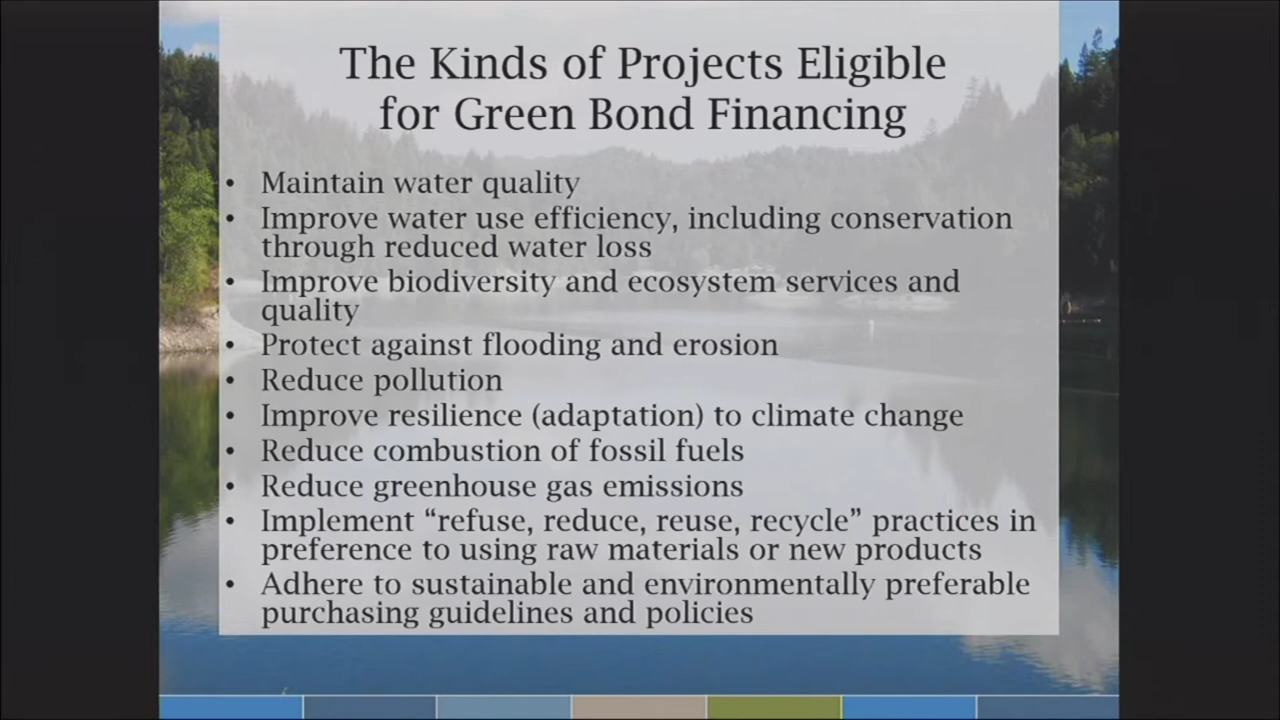 The Kinds of Projects Eligible
for Green Bond Financing
• Maintain water quality
• Improve water use efficiency, including conservation
through reduced water loss
• Improve biodiversity and ecosystem services and
quality
• Protect against flooding and erosion
• Reduce pollution
• Improve resilience (adaptation) to climate change
• Reduce combustion of fossil fuels
• Reduce greenhouse gas emissions
• Implement “refuse, reduce, reuse, recycle” practices in
preference to using raw materials or new products
• Adhere to sustainable and environmentally preferable
purchasing guidelines and policies